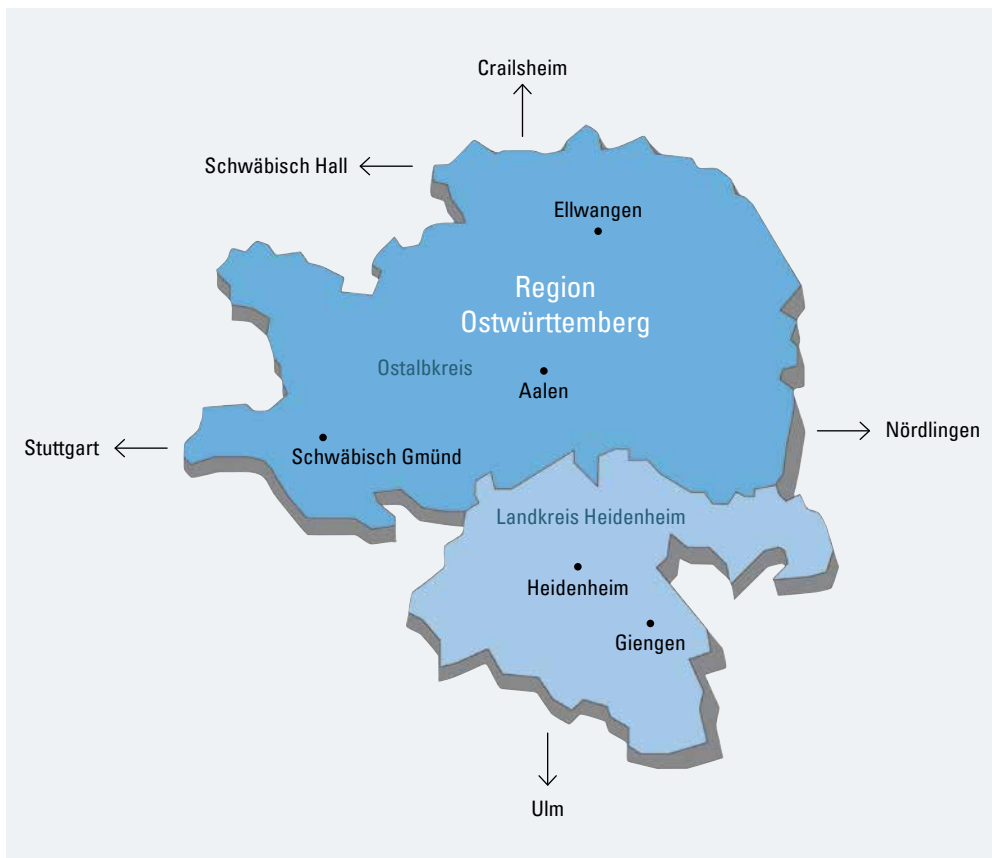 Crailsheim
Schwäbisch Hall
Ellwangen
Region
Ostwürttemberg
Ostalbkreis
Aalen
Stuttgart
Schwäbisch Gmünd
Nördlingen
Landkreis Heidenheim
Heidenheim
Giengen
Ulm